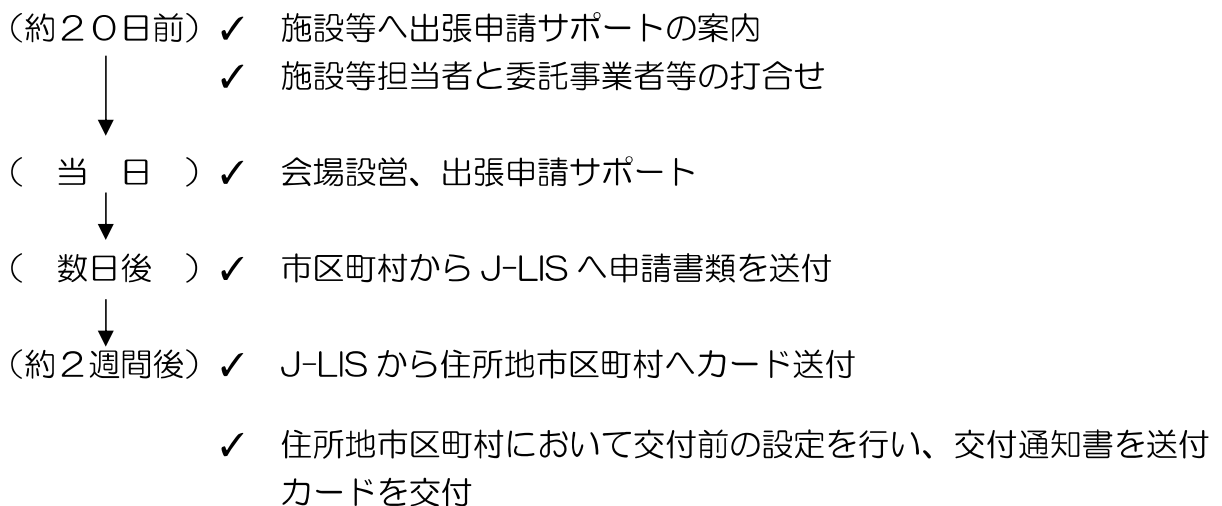 (約２０日前) ✓ 施設等へ出張申請サポートの案内
✓ 施設等担当者と委託事業者等の打合せ
(　当　日　) ✓ 会場設営、出張申請サポート
(　数日後　) ✓ 市区町村から J-LIS へ申請書類を送付
(約２週間後) ✓ J-LIS から住所地市区町村へカード送付
✓ 住所地市区町村において交付前の設定を行い、交付通知書を送付
カードを交付